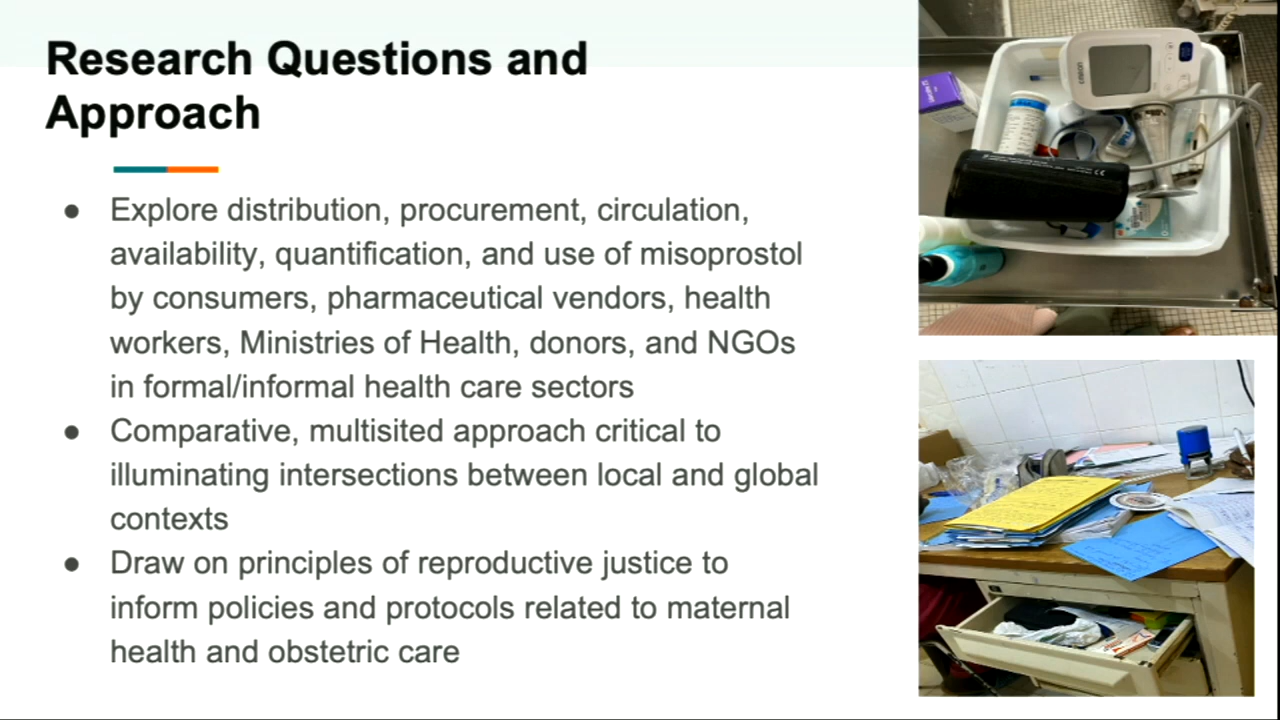 Research Questions and
Approach
● Explore distribution, procurement, circulation,
availability, quantification, and use of misoprostol
by consumers, pharmaceutical vendors, health
workers, Ministries of Health, donors, and NGOs
in formal/informal health care sectors
● Comparative, multisited approach critical to
illuminating intersections between local and global
contexts
● Draw on principles of reproductive justice to
inform policies and protocols related to maternal
health and obstetric care
OMRON
CE